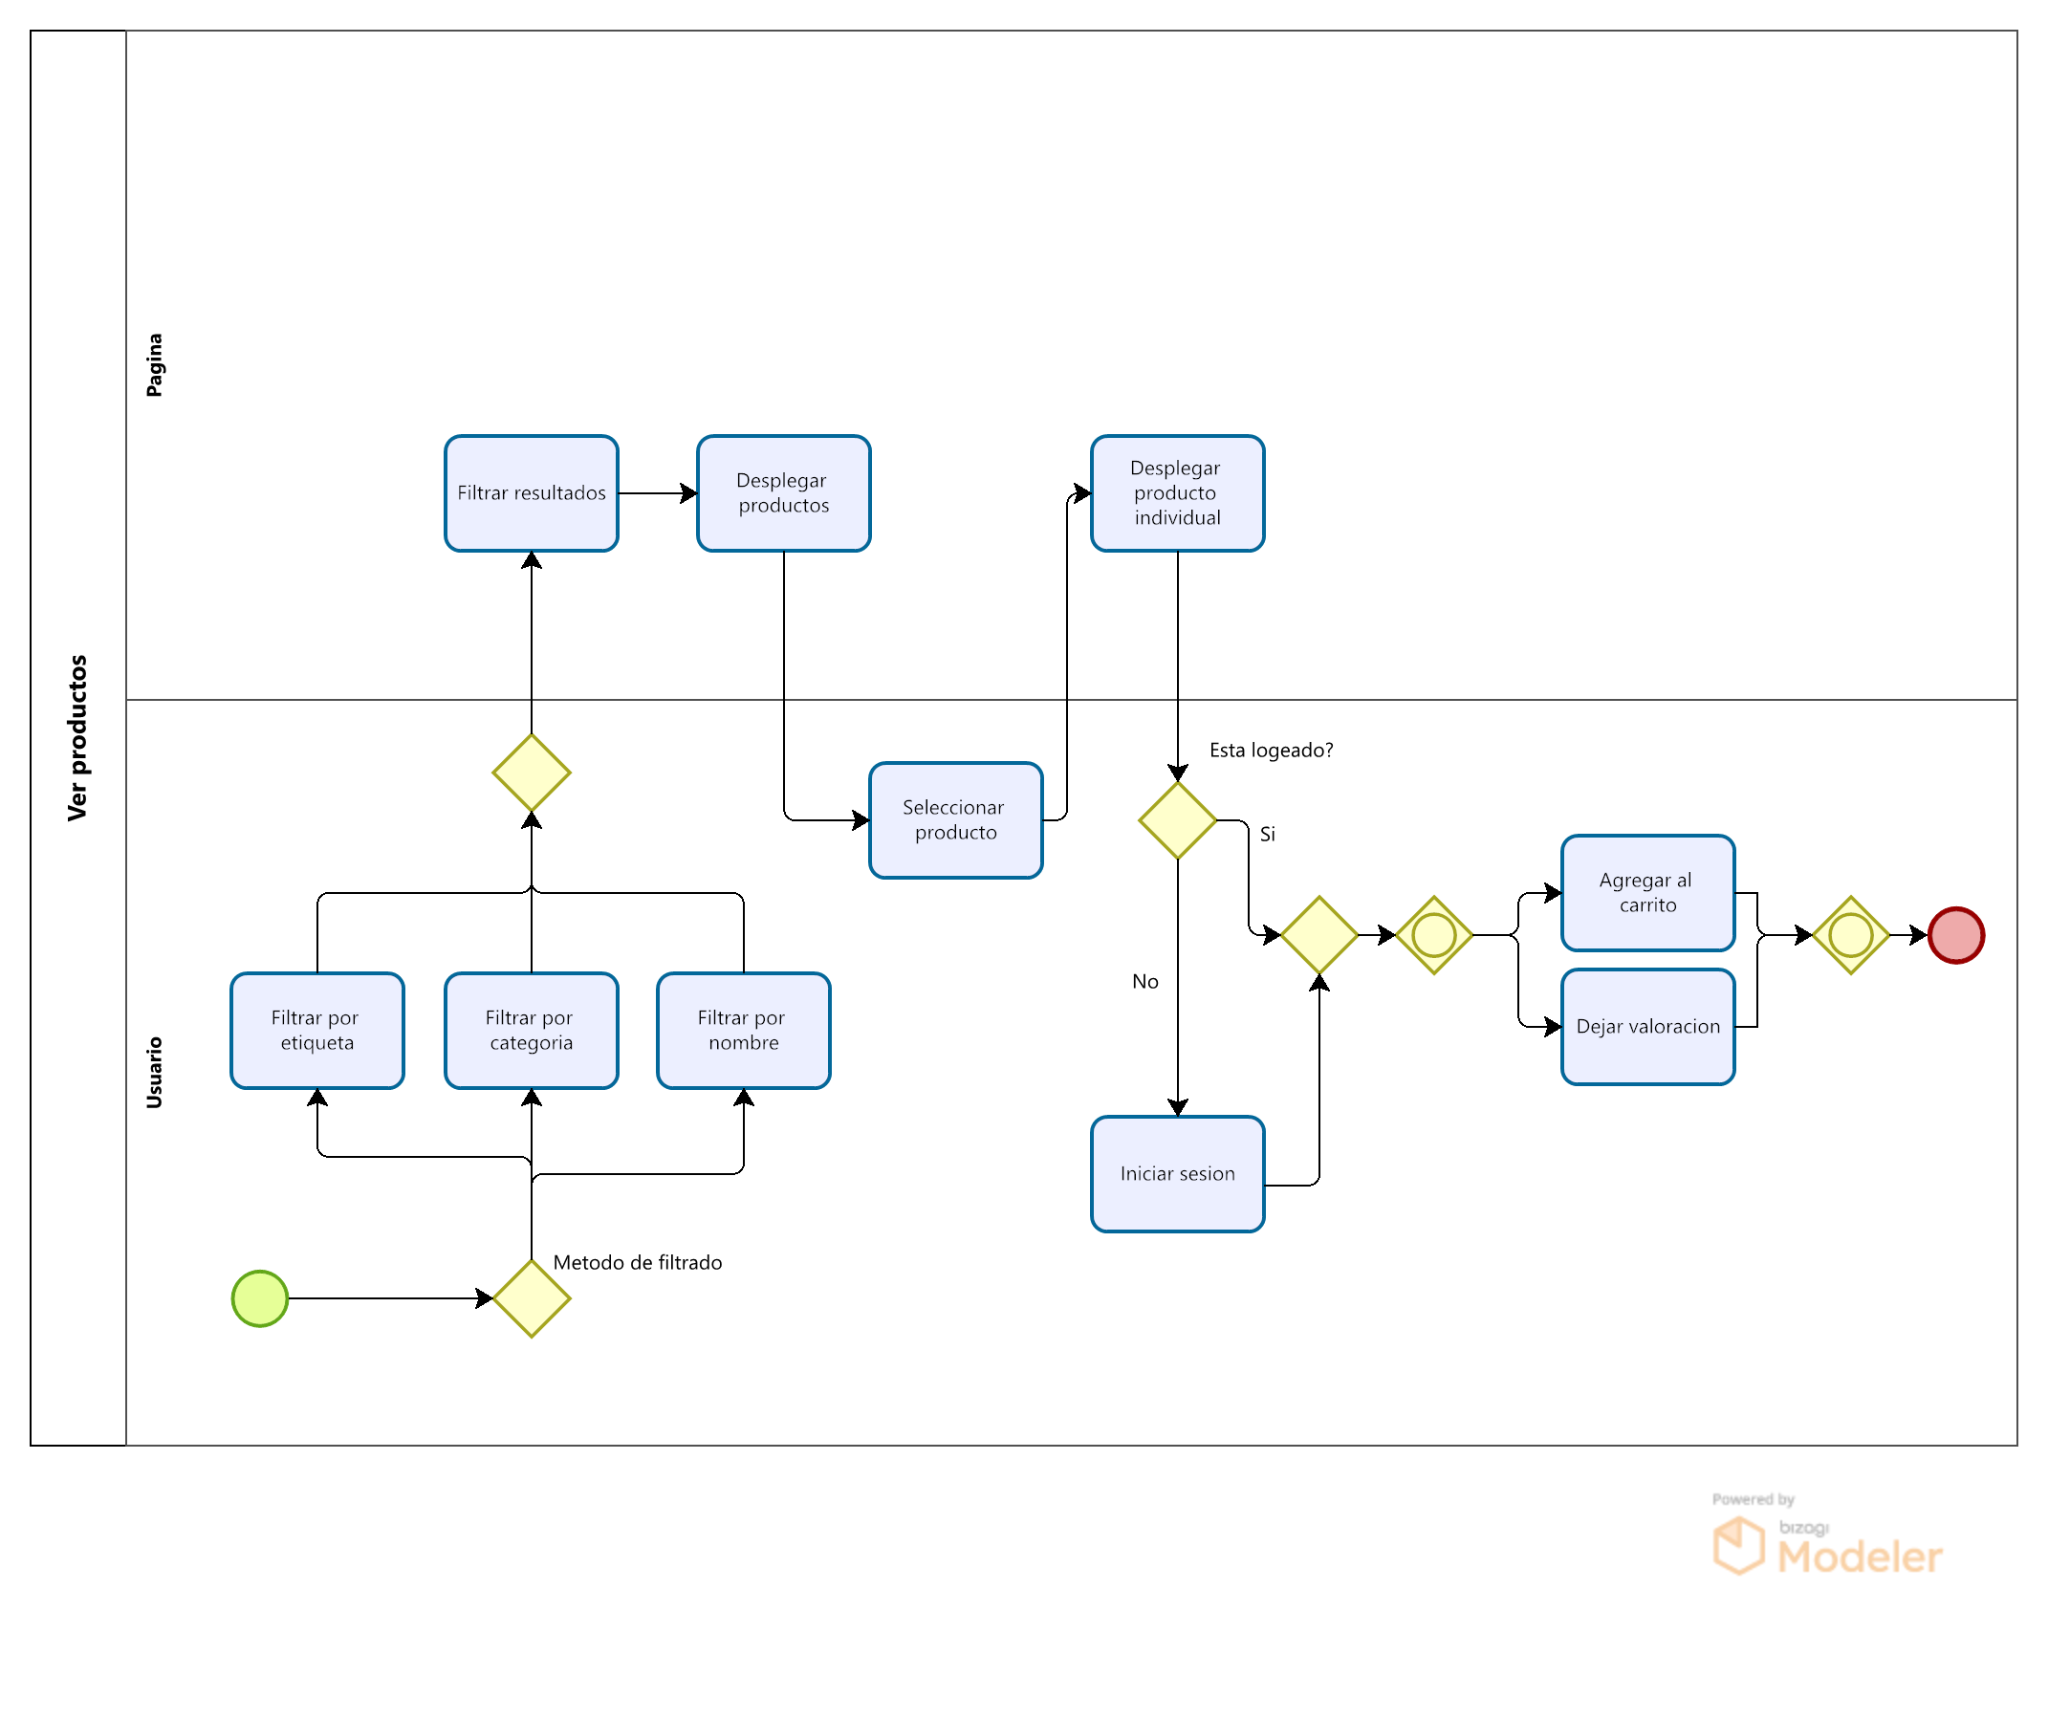 Ver productos
Pagina
Filtrar resultados
Desplegar
productos
Desplegar
producto
individual
Usuario
Esta logeado?
Seleccionar
producto
Si
No
Agregar al
carrito
Dejar valoracion
Filtrar por
etiqueta
Filtrar por
categoria
Filtrar por
nombre
Iniciar sesion
Metodo de filtrado
Powered by
bizagi
Modeler